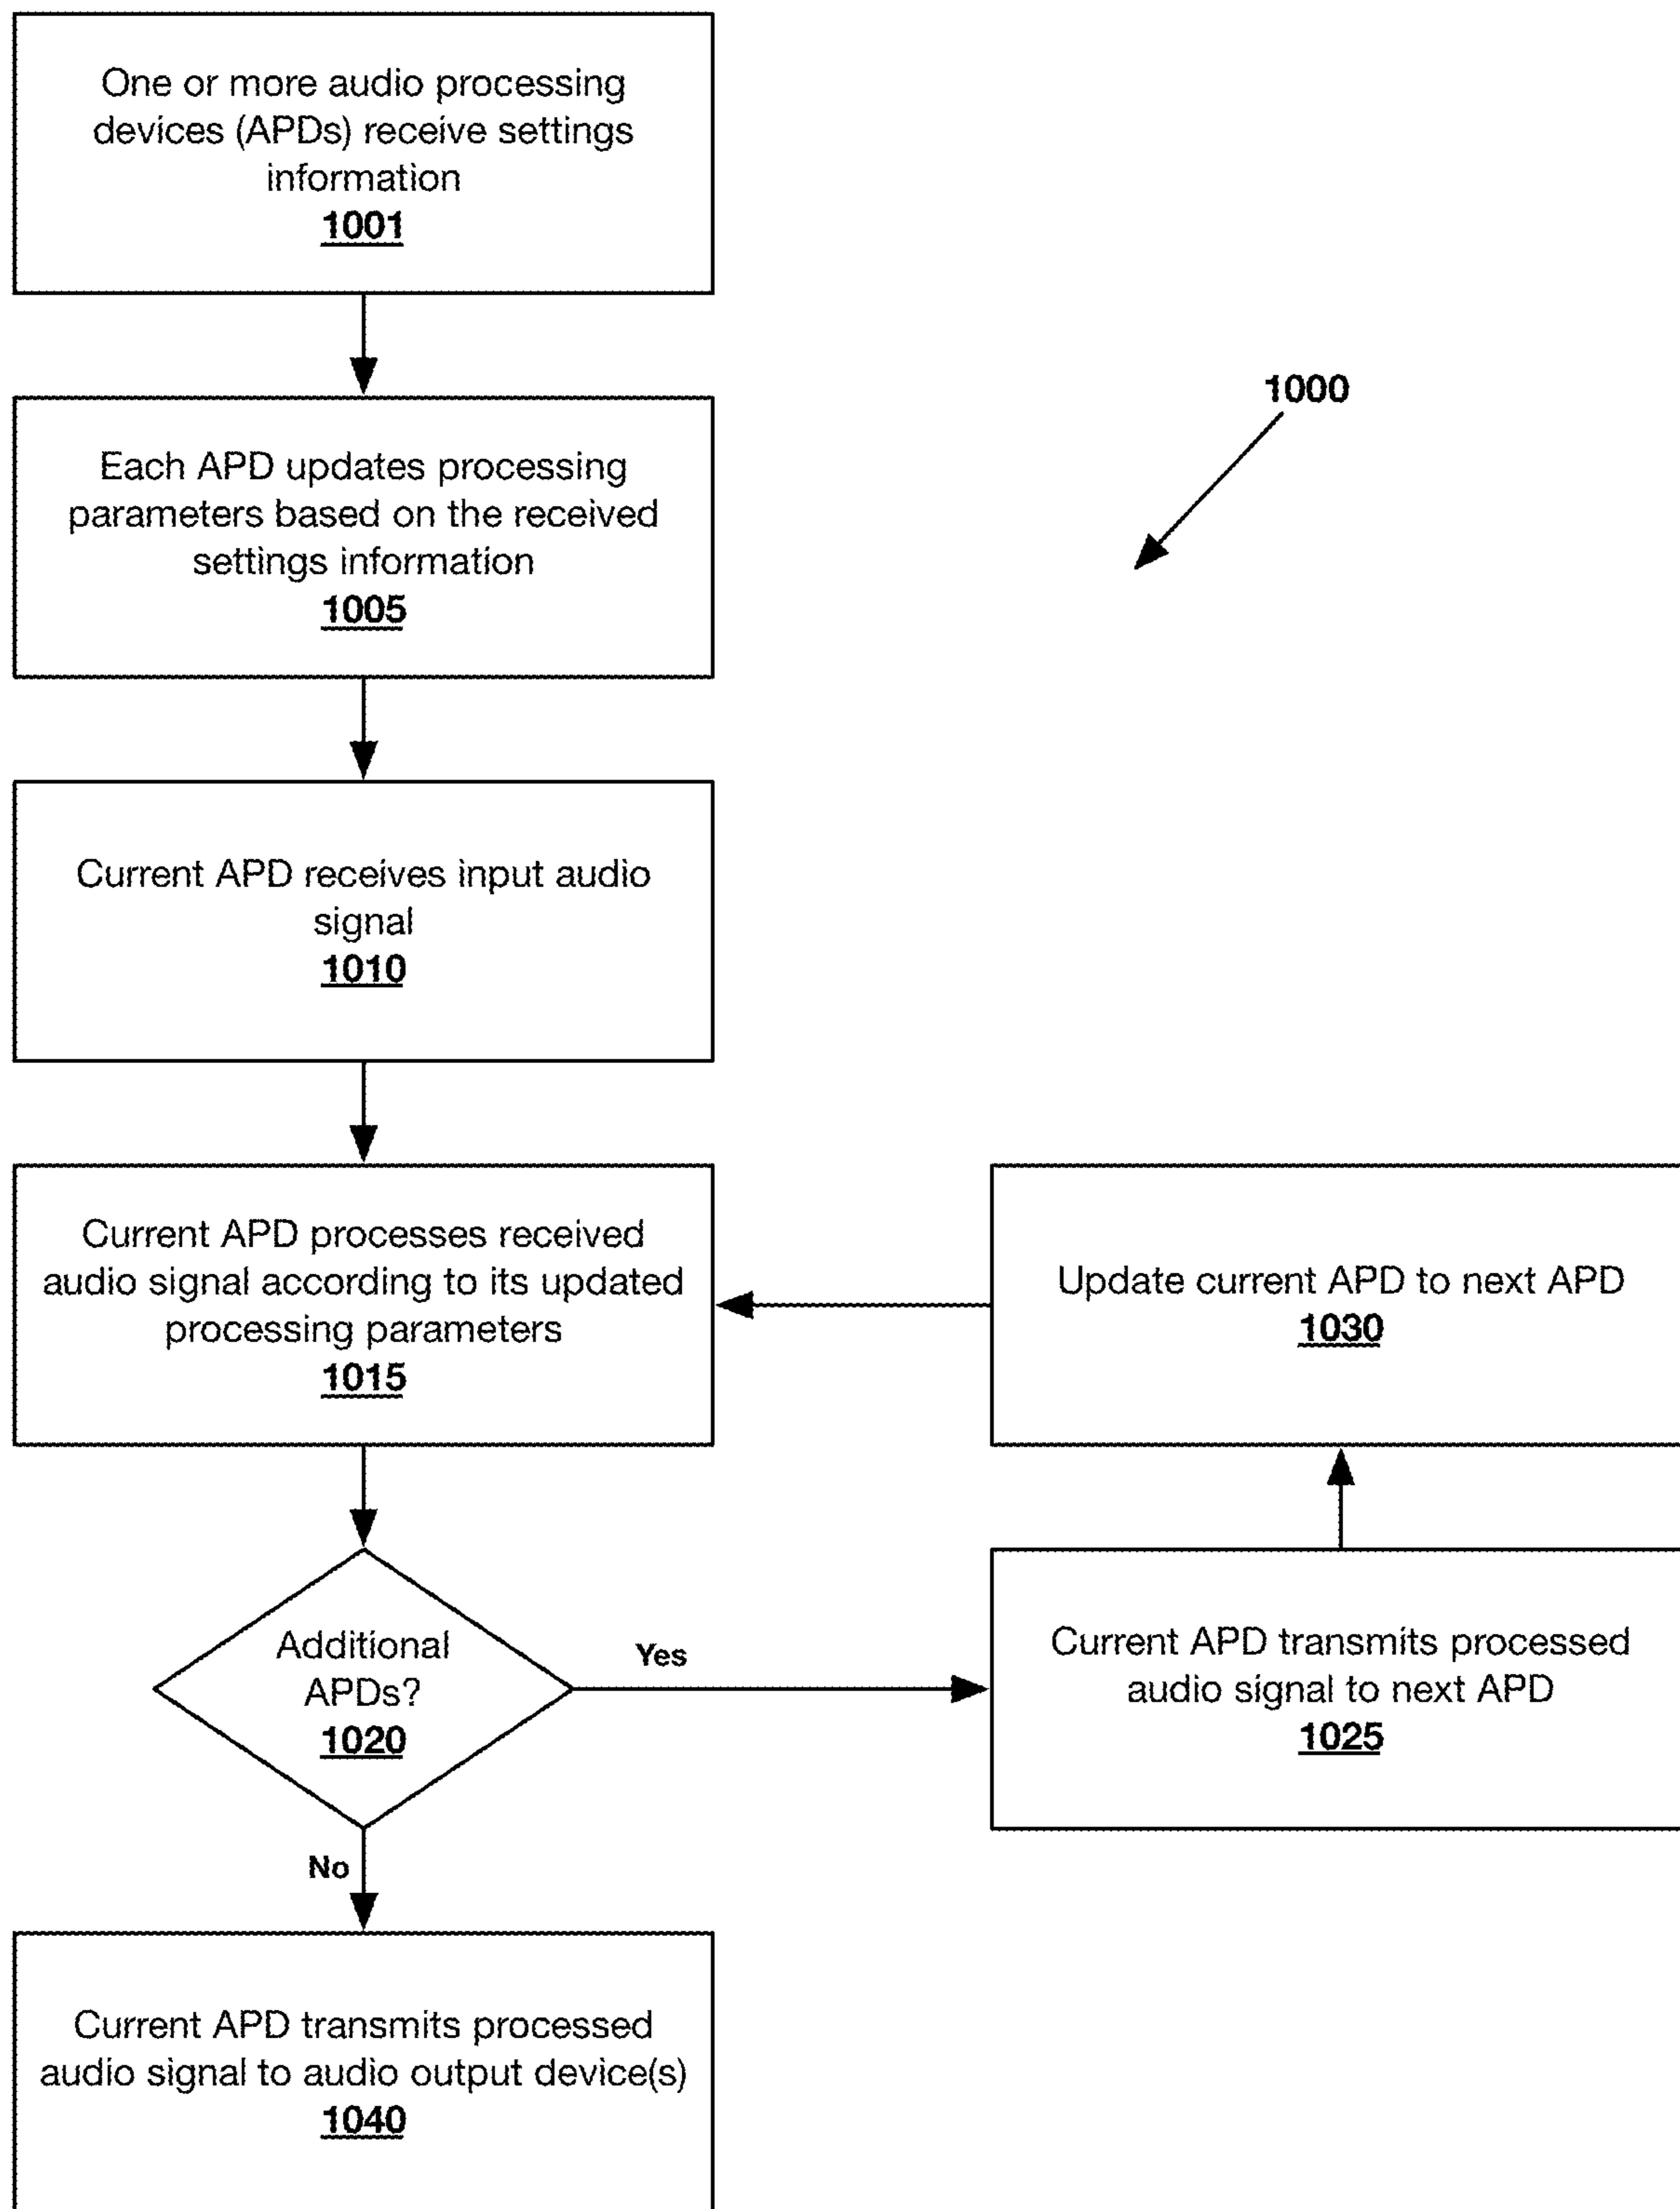 One or more audio processing
devices (APDs) receive settings
information
1001
1000
Each APD updates processing
parameters based on the received
settings information
1005
Current APD receives input audio
signal
1010
Current APD processes received
audio signal according to its updated
processing parameters
1015
Update current APD to next APD
1030
Additional
APDs?
1020
Yes
Current APD transmits processed
audio signal to next APD
1025
No
Current APD transmits processed
audio signal to audio output device(s)
1040